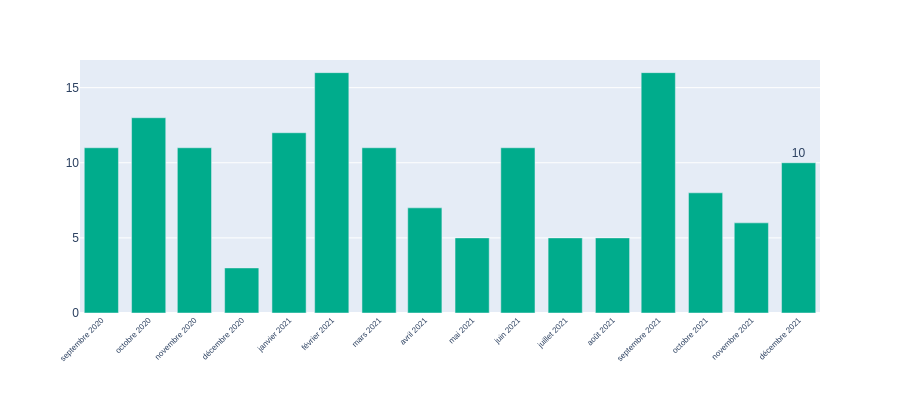 15
10
5
0
10
septembre 2020
octobre 2020
novembre 2020
décembre 2020
janvier 2021
février 2021
mars 2021
avril 2021
mai 2021
juin 2021
juillet 2021
août 2021
septembre 2021
octobre 2021
novembre 2021
décembre 2021